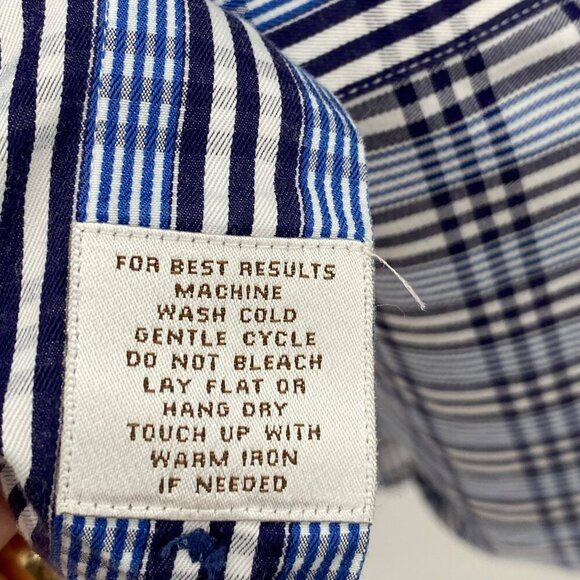 FOR BEST RESULTS
MACHINE
WASH COLD
GENTLE CYCLE
DO NOT BLEACH
LAY FLAT OR
HANG DRY
TOUCH UP WITH
WARM IRON
IF NEEDED